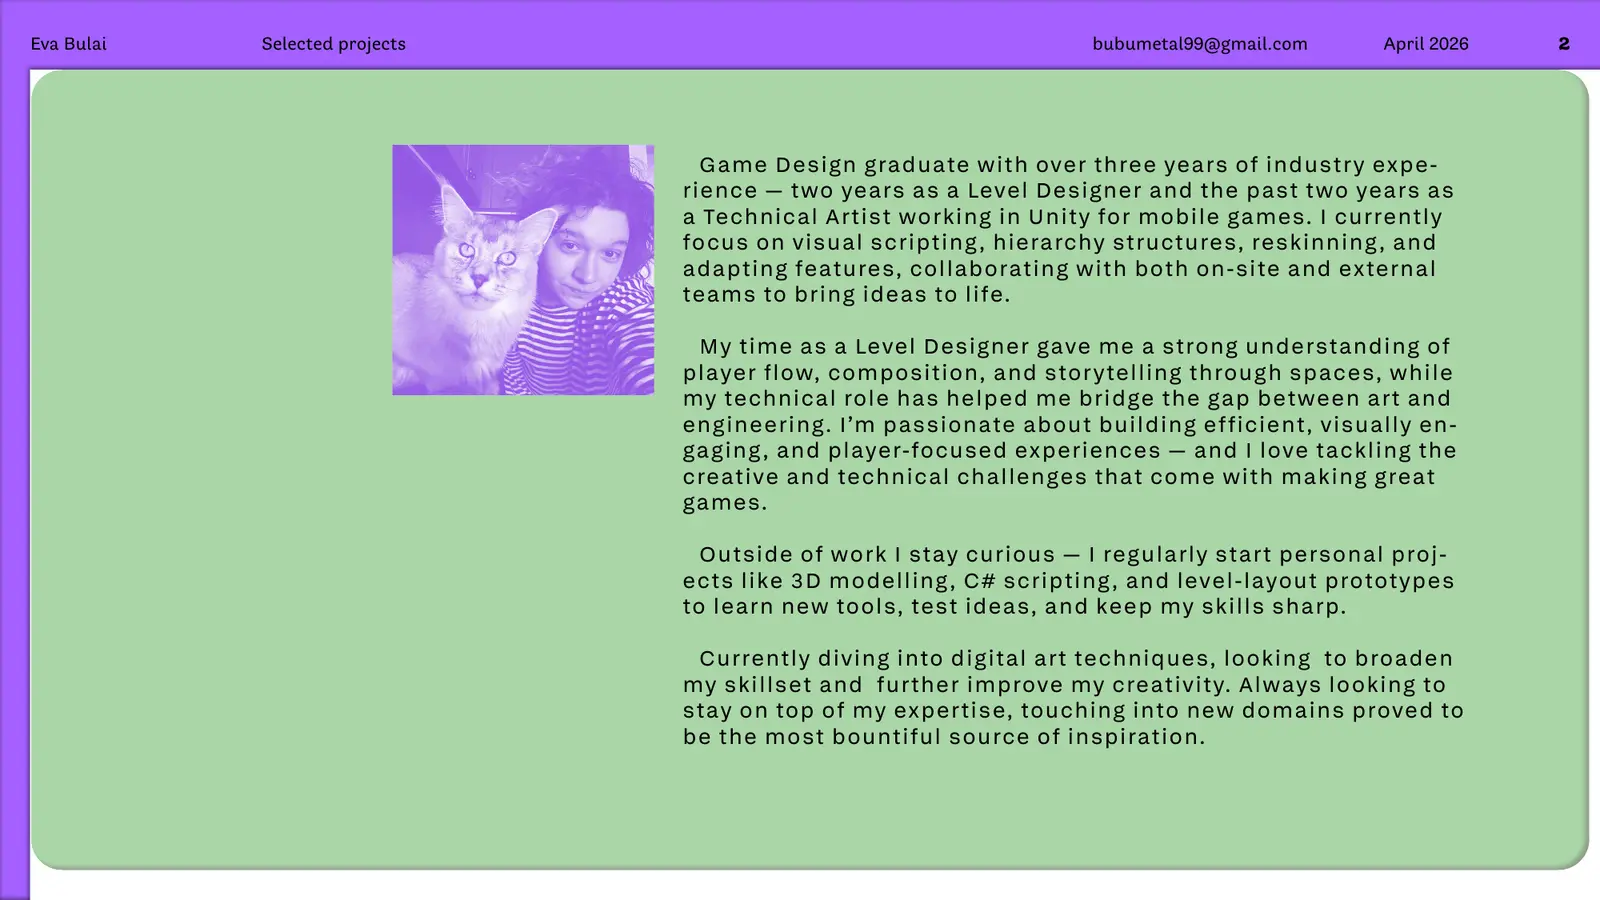 Eva Bulai
Selected projects
bubumetal99@gmail.com
April 2026
2
Game Design graduate with over three years of industry expe-
rience — two years as a Level Designer and the past two years as
a Technical Artist working in Unity for mobile games. I currently
focus on visual scripting, hierarchy structures, reskinning, and
adapting features, collaborating with both on-site and external
teams to bring ideas to life.
My time as a Level Designer gave me a strong understanding of
player flow, composition, and storytelling through spaces, while
my technical role has helped me bridge the gap between art and
engineering. I’m passionate about building efficient, visually en-
gaging, and player-focused experiences — and I love tackling the
creative and technical challenges that come with making great
games.
Outside of work I stay curious — I regularly start personal proj-
ects like 3D modelling, C# scripting, and level-layout prototypes
to learn new tools, test ideas, and keep my skills sharp.
Currently diving into digital art techniques, looking  to broaden
my skillset and  further improve my creativity. Always looking to
stay on top of my expertise, touching into new domains proved to
be the most bountiful source of inspiration.